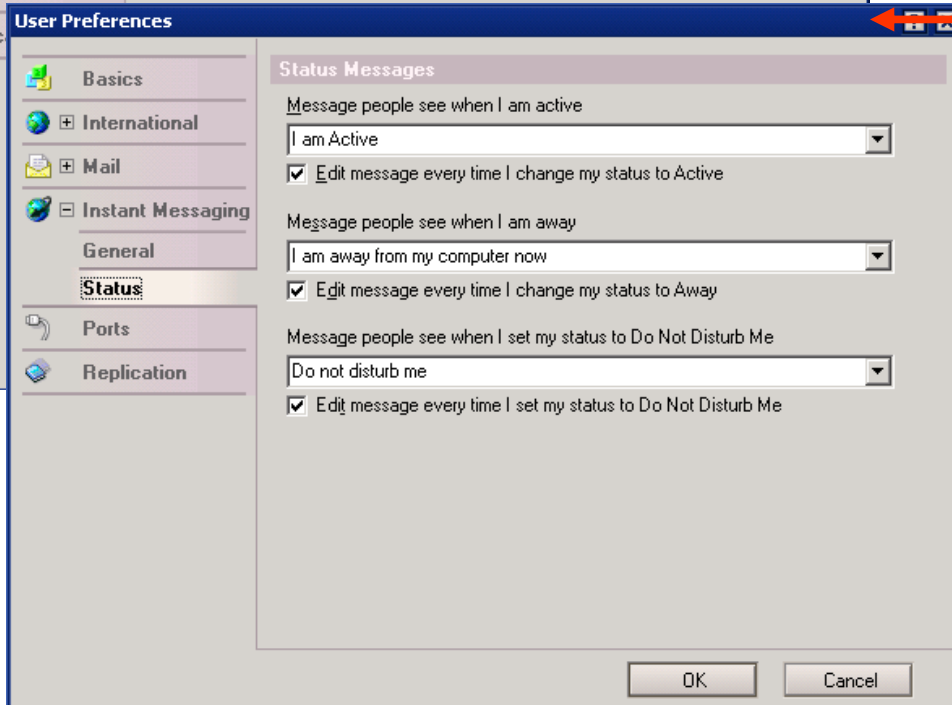 User Preferences
Basics
International
Mail
Instant Messaging
General
Status
Ports
Replication
Status Messages
Message people see when I am active
I am Active
Edit message every time I change my status to Active
Message people see when I am away
I am away from my computer now
Edit message every time I change my status to Away
Message people see when I set my status to Do Not Disturb Me
Do not disturb me
Edit message every time I set my status to Do Not Disturb Me
OK
Cancel